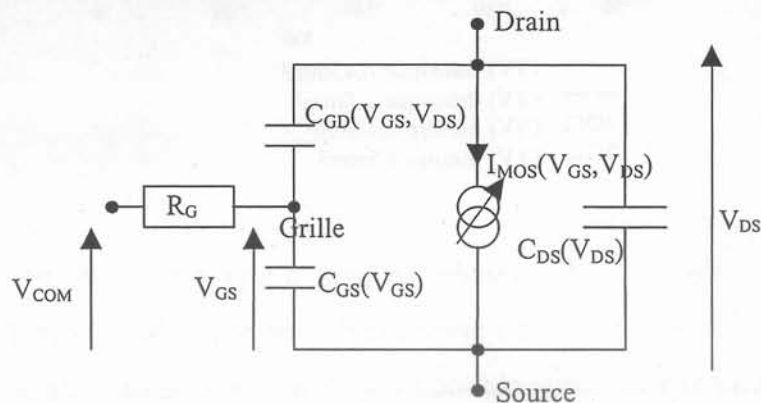 Drain
C_GD(V_GS,V_DS)
I_MOS(V_GS,V_DS)
R_G
Grille
V_DS
C_DS(V_DS)
V_COM
V_GS
C_GS(V_GS)
Source